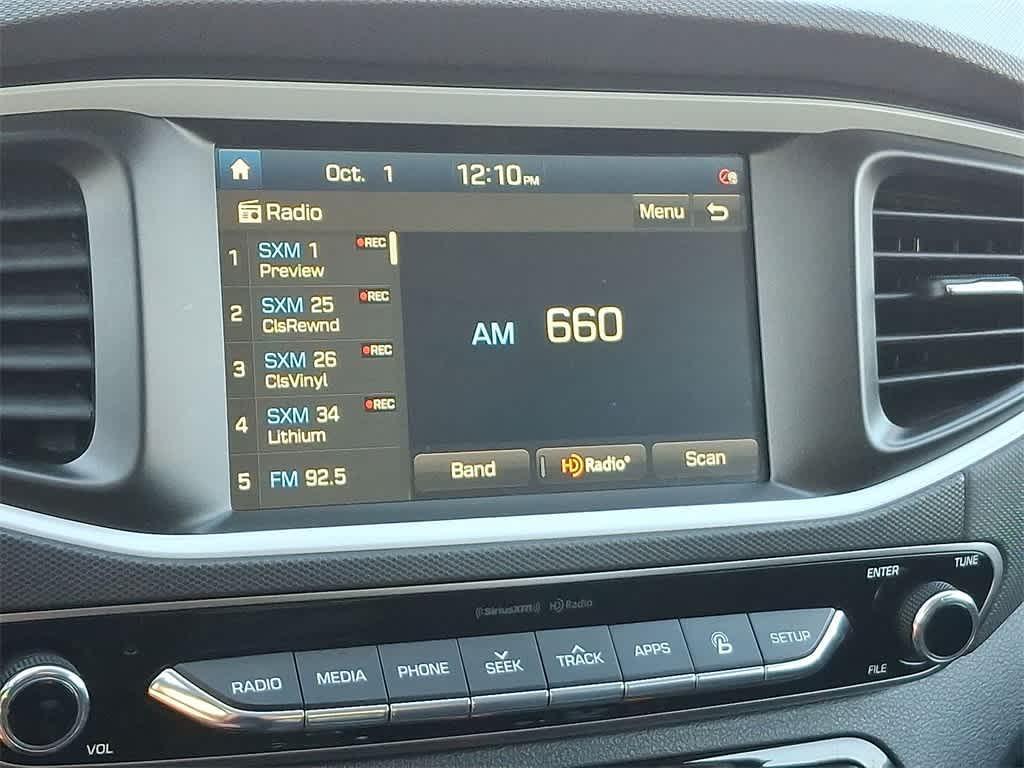 Oct. 1 12:10PM
Radio Menu
1 SXM 1 REC
Preview
2 SXM 25 REC
ClsRewnd
3 SXM 26 REC
ClsVinyl
4 SXM 34 REC
Lithium
5 FM 92.5
AM 660
Band HD Radio® Scan
((SiriusXM)) HD Radio
ENTER TUNE
RADIO MEDIA PHONE SEEK TRACK APPS SETUP
FILE
VOL